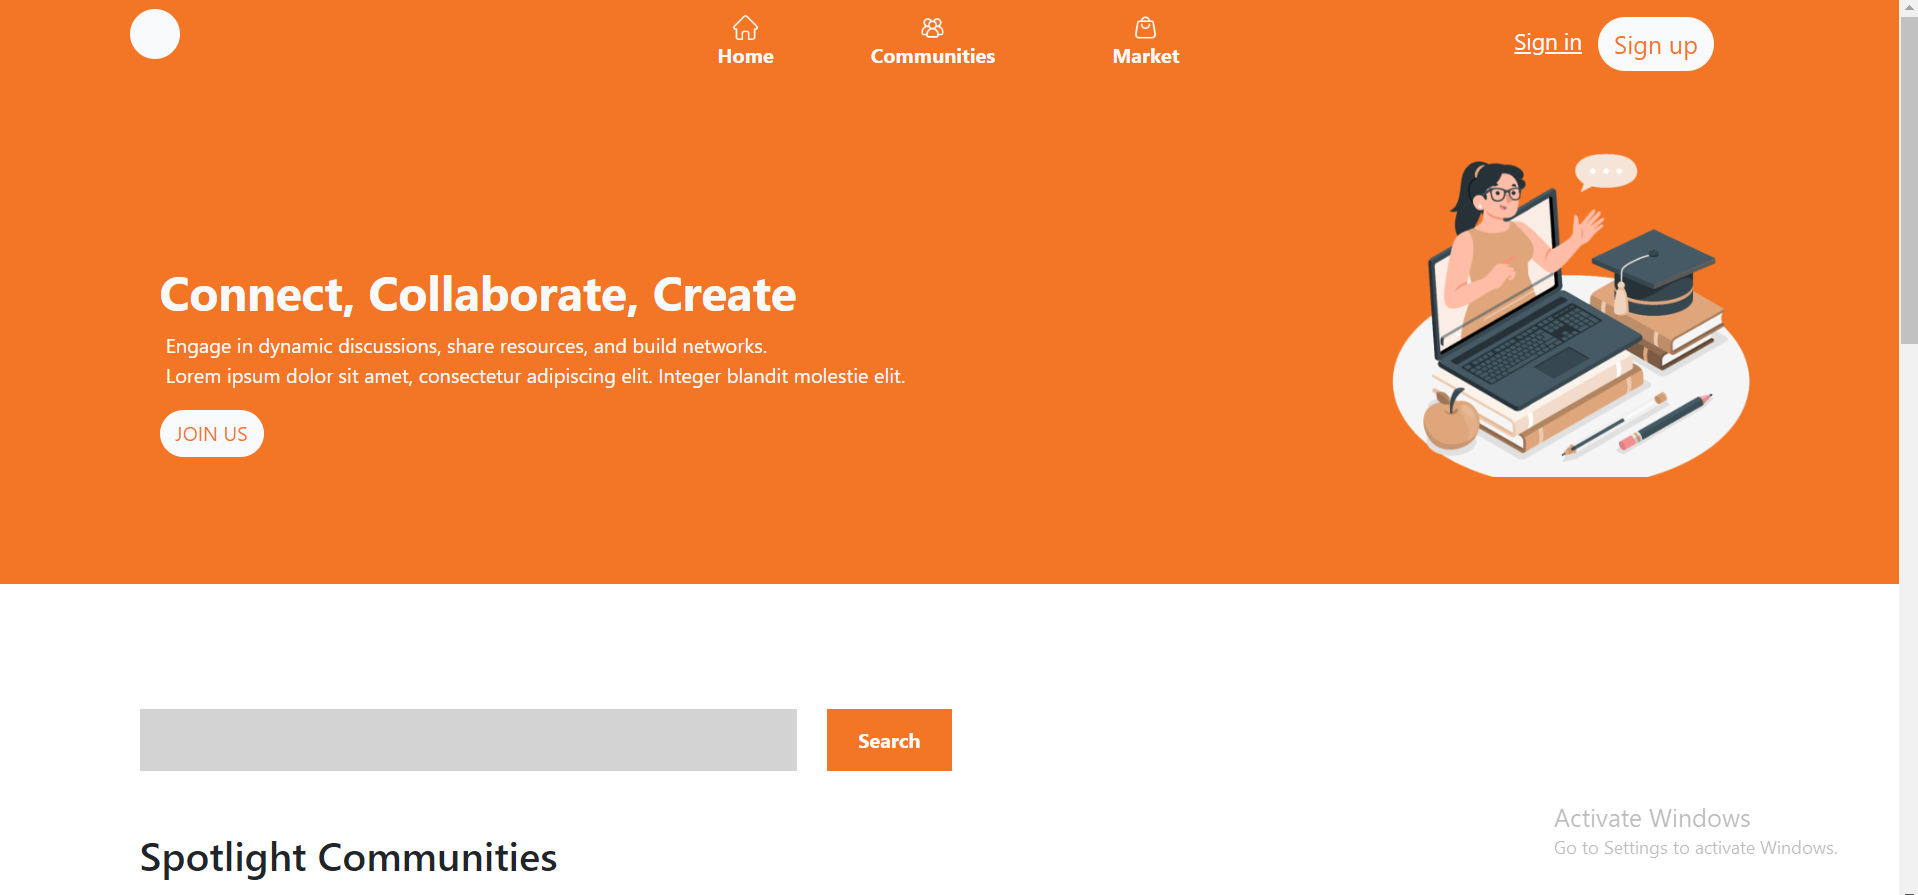 Home
Communities
Market
Sign in
Sign up
Connect, Collaborate, Create
Engage in dynamic discussions, share resources, and build networks.
Lorem ipsum dolor sit amet, consectetur adipiscing elit. Integer blandit molestie elit.
JOIN US
Search
Spotlight Communities
Activate Windows
Go to Settings to activate Windows.